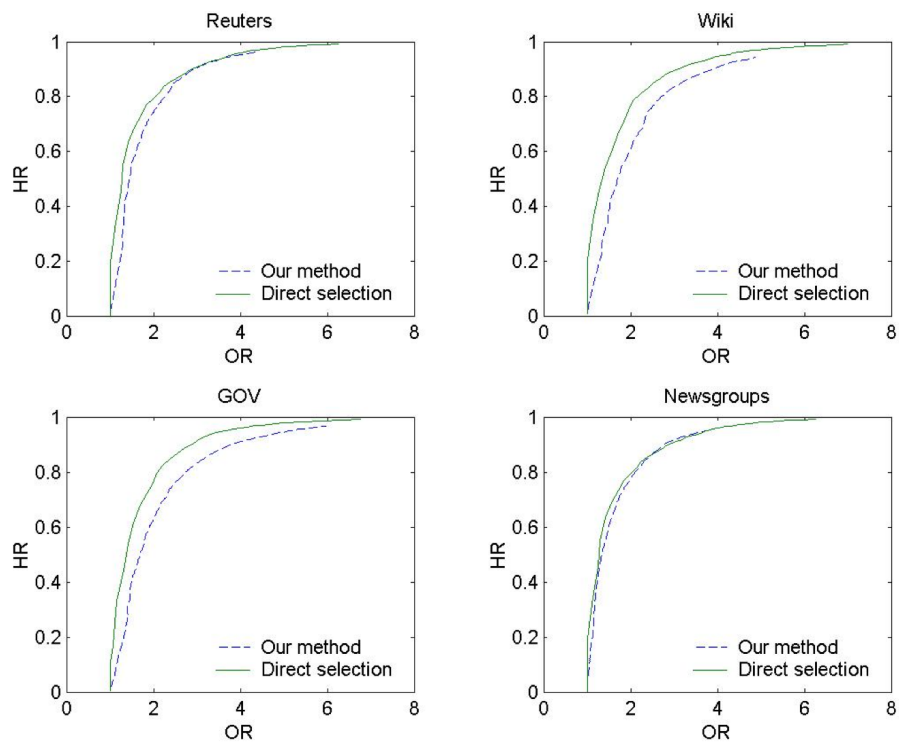 Reuters
1
0.8
0.6
0.4
0.2
0
HR
Our method
Direct selection
0 2 4 6 8
OR
Wiki
1
0.8
0.6
0.4
0.2
0
HR
Our method
Direct selection
0 2 4 6 8
OR
GOV
1
0.8
0.6
0.4
0.2
0
HR
Our method
Direct selection
0 2 4 6 8
OR
Newsgroups
1
0.8
0.6
0.4
0.2
0
HR
Our method
Direct selection
0 2 4 6 8
OR